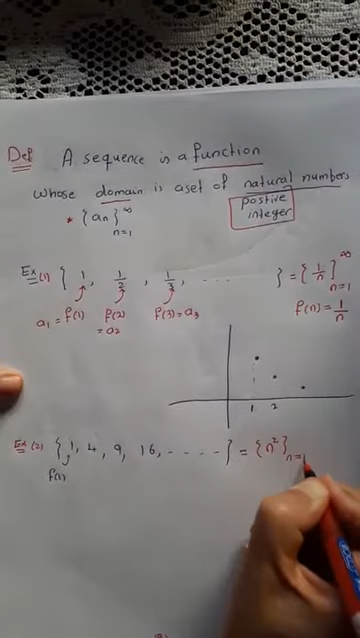 Def A sequence is a function
whose domain is a set of natural numbers
postive
integer
* {aₙ}^∞ₙ₌₁
Ex (1) { 1, 1/2, 1/3, ..... } = {1/n}^∞ₙ₌₁
a₁ = f(1) f(2) = a₂ f(3) = a₃ f(n) = 1/n
1 2
Ex (2) { 1, 4, 9, 16, - - - - - } = {n²}ₙ₌₁
f(1)